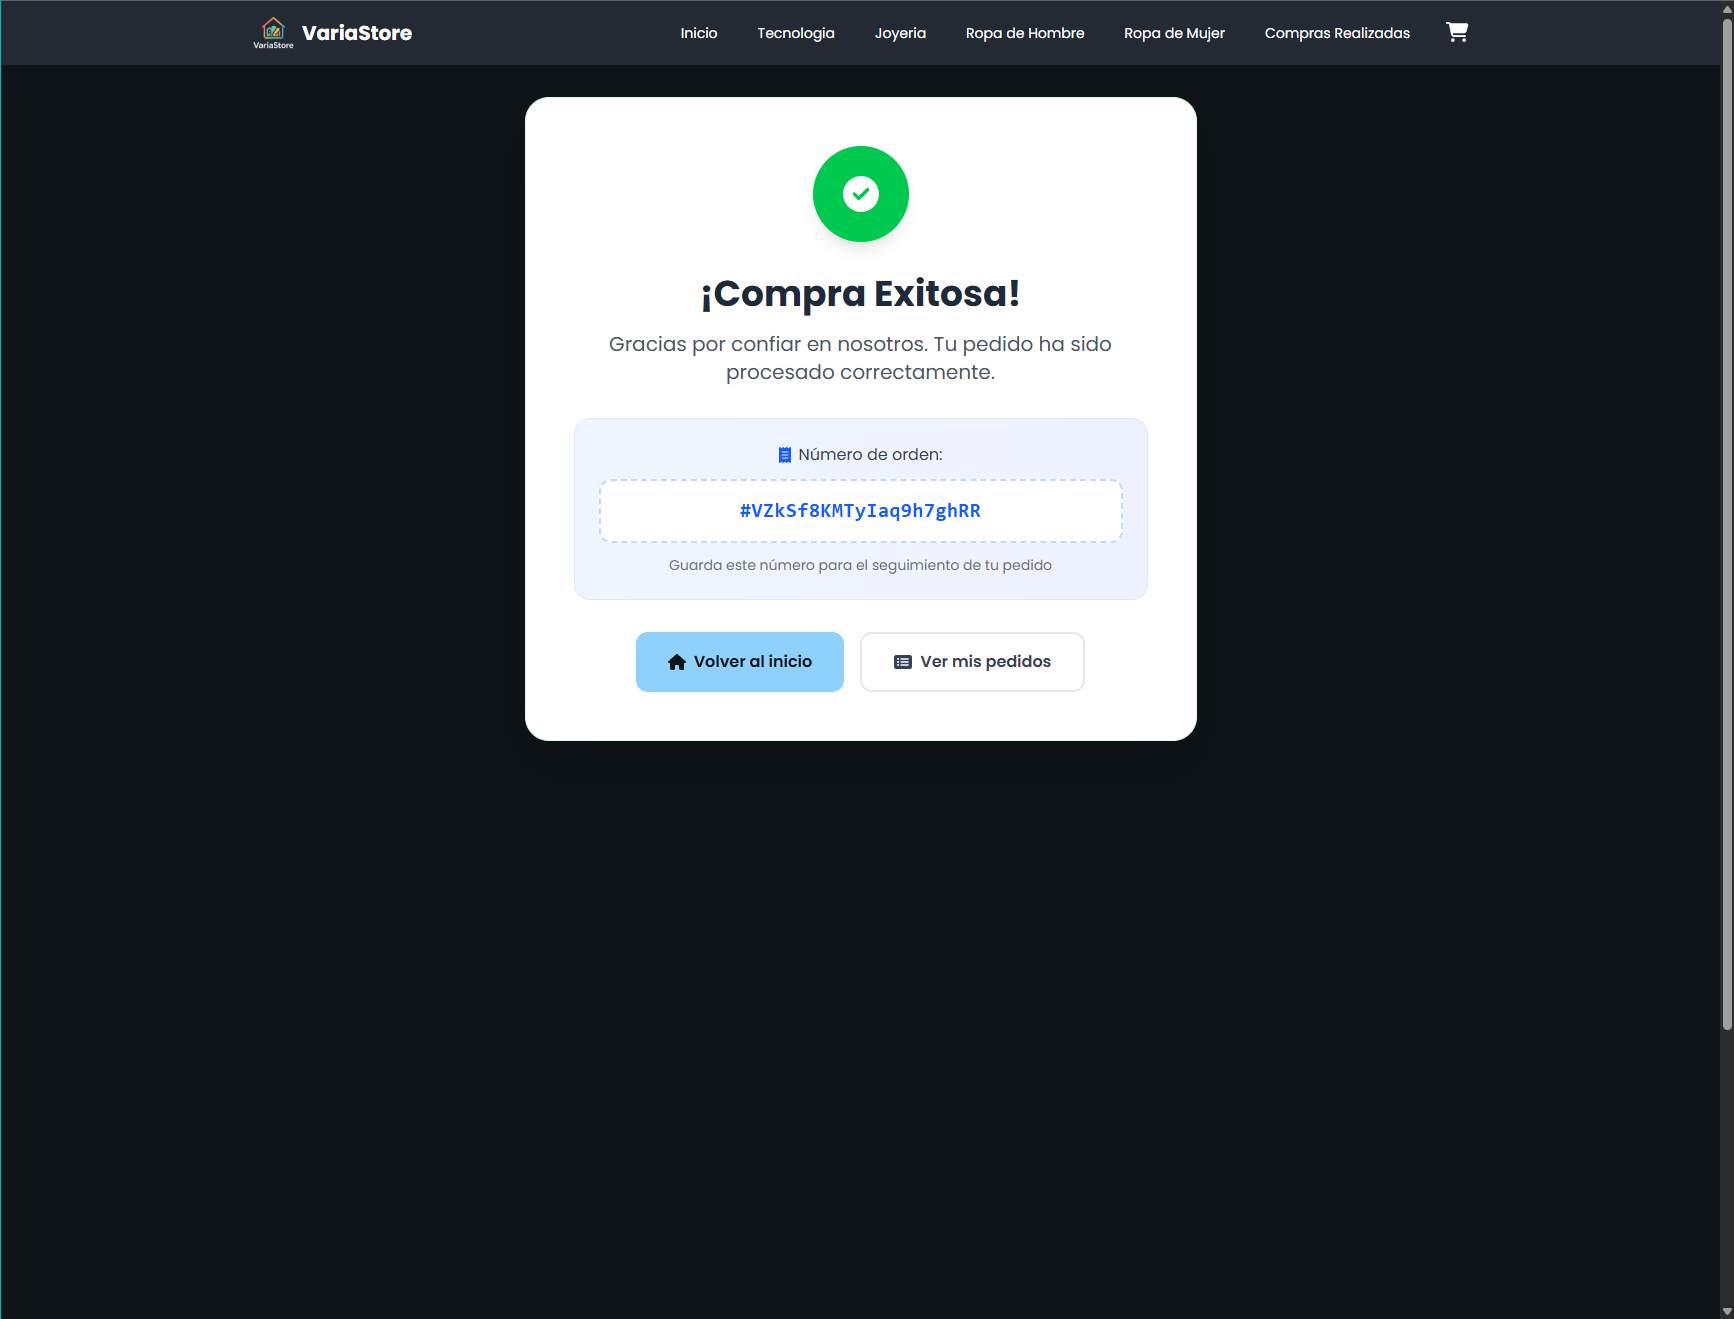 VariaStore
VariaStore
Inicio
Tecnologia
Joyeria
Ropa de Hombre
Ropa de Mujer
Compras Realizadas
¡Compra Exitosa!
Gracias por confiar en nosotros. Tu pedido ha sido
procesado correctamente.
Número de orden:
#VZkSf8KMTyIaq9h7ghRR
Guarda este número para el seguimiento de tu pedido
Volver al inicio
Ver mis pedidos